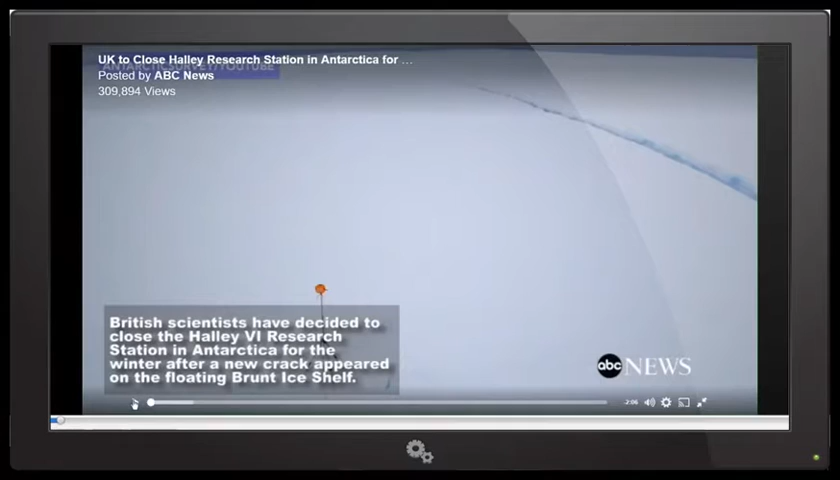 UK to Close Halley Research Station in Antarctica for ...
ANTARCTICSURVEY/YOUTUBE
Posted by ABC News
309,894 Views
British scientists have decided to
close the Halley VI Research
Station in Antarctica for the
winter after a new crack appeared
on the floating Brunt Ice Shelf.
abc NEWS
-2:06